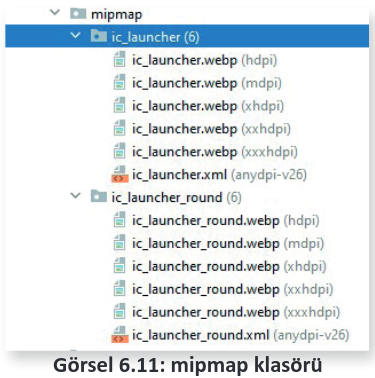 mipmap
ic_launcher (6)
ic_launcher.webp (hdpi)
ic_launcher.webp (mdpi)
ic_launcher.webp (xhdpi)
ic_launcher.webp (xxhdpi)
ic_launcher.webp (xxxhdpi)
ic_launcher.xml (anydpi-v26)
ic_launcher_round (6)
ic_launcher_round.webp (hdpi)
ic_launcher_round.webp (mdpi)
ic_launcher_round.webp (xhdpi)
ic_launcher_round.webp (xxhdpi)
ic_launcher_round.webp (xxxhdpi)
ic_launcher_round.xml (anydpi-v26)
Görsel 6.11: mipmap klasörü